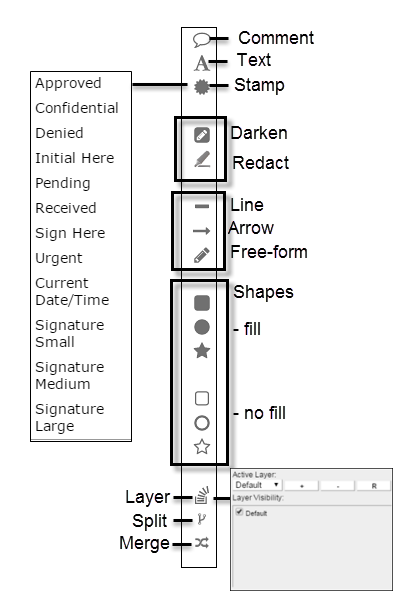 Comment
Text
Stamp
Approved
Confidential
Denied
Initial Here
Pending
Received
Sign Here
Urgent
Current
Date/Time
Signature
Small
Signature
Medium
Signature
Large
A
Darken
Redact
Line
Arrow
Free-form
Shapes
- fill
- no fill
Layer
Split
Merge
Active Layer:
Default + - R
Layer Visibility:
Default